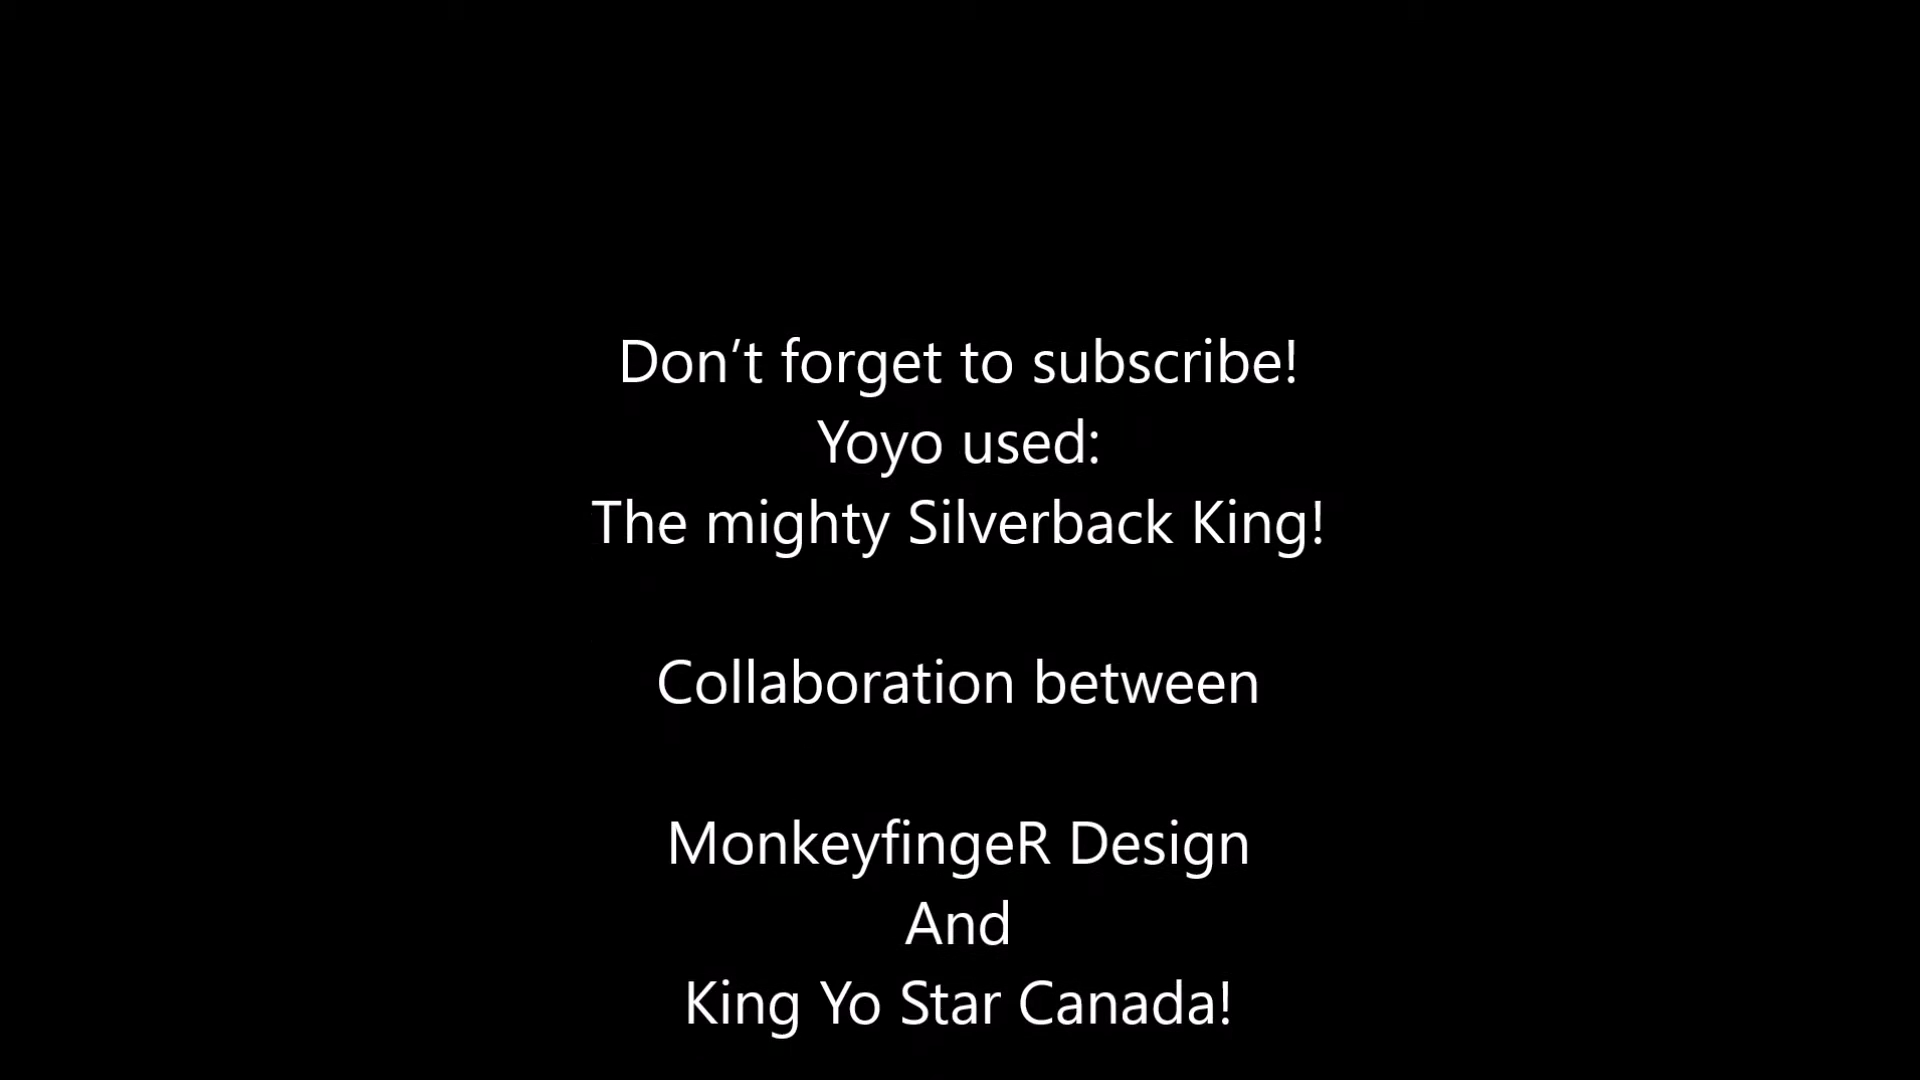 Don’t forget to subscribe!
Yoyo used:
The mighty Silverback King!
Collaboration between
MonkeyfingeR Design
And
King Yo Star Canada!